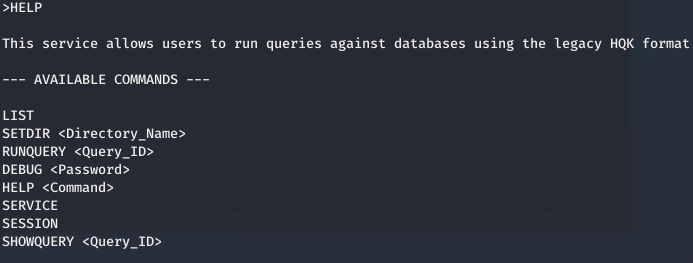 >HELP
This service allows users to run queries against databases using the legacy HQK format
--- AVAILABLE COMMANDS ---
LIST
SETDIR <Directory_Name>
RUNQUERY <Query_ID>
DEBUG <Password>
HELP <Command>
SERVICE
SESSION
SHOWQUERY <Query_ID>